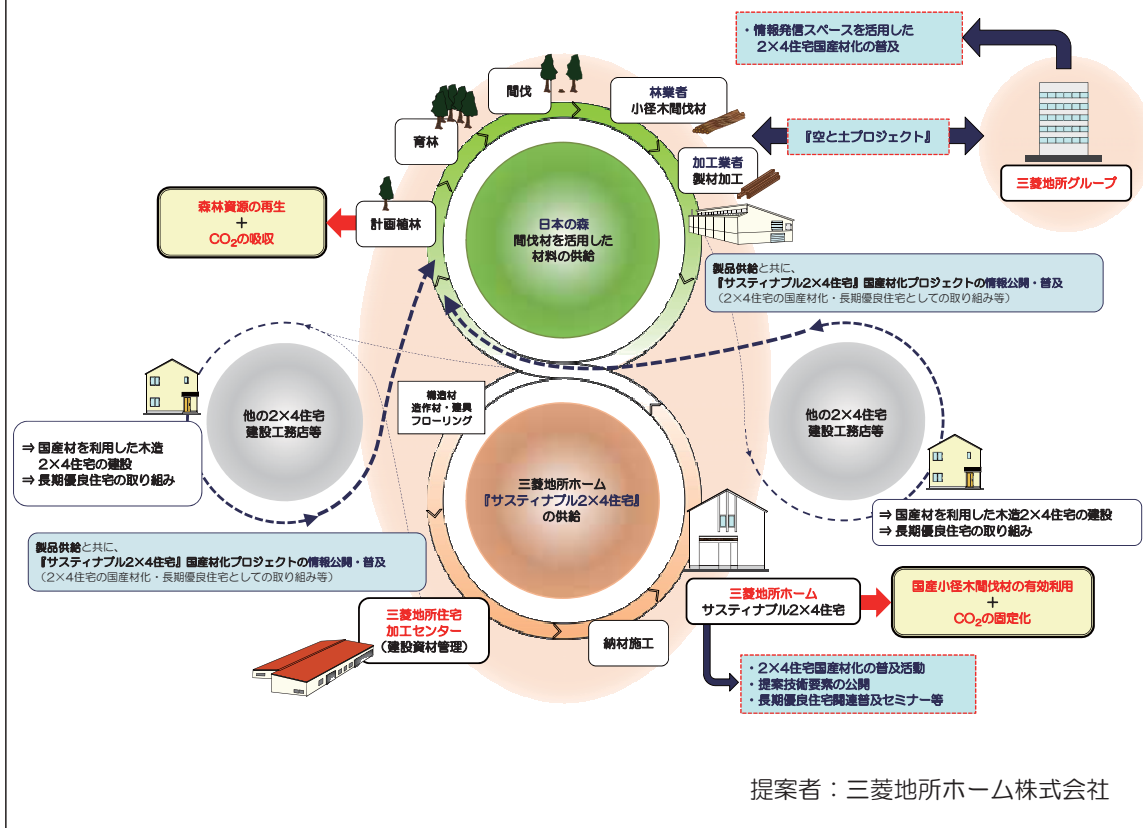 ・情報発信スペースを活用した
2×4住宅国産材化の普及
間伐
林業者
小径木間伐材
『空と土プロジェクト』
育林
加工業者
製材加工
三菱地所グループ
森林資源の再生
+
CO₂の吸収
計画植林
日本の森
間伐材を活用した
材料の供給
製品供給と共に、
『サスティナブル2×4住宅』国産材化プロジェクトの情報公開・普及
（2×4住宅の国産材化・長期優良住宅としての取り組み等）
構造材
造作材・建具
フローリング
他の2×4住宅
建設工務店等
他の2×4住宅
建設工務店等
⇒ 国産材を利用した木造
2×4住宅の建設
⇒ 長期優良住宅の取り組み
三菱地所ホーム
『サスティナブル2×4住宅』
の供給
⇒ 国産材を利用した木造2×4住宅の建設
⇒ 長期優良住宅の取り組み
製品供給と共に、
『サスティナブル2×4住宅』国産材化プロジェクトの情報公開・普及
（2×4住宅の国産材化・長期優良住宅としての取り組み等）
三菱地所住宅
加工センター
（建設資材管理）
納材施工
三菱地所ホーム
サスティナブル2×4住宅
国産小径木間伐材の有効利用
+
CO₂の固定化
・2×4住宅国産材化の普及活動
・提案技術要素の公開
・長期優良住宅関連普及セミナー等
提案者：三菱地所ホーム株式会社